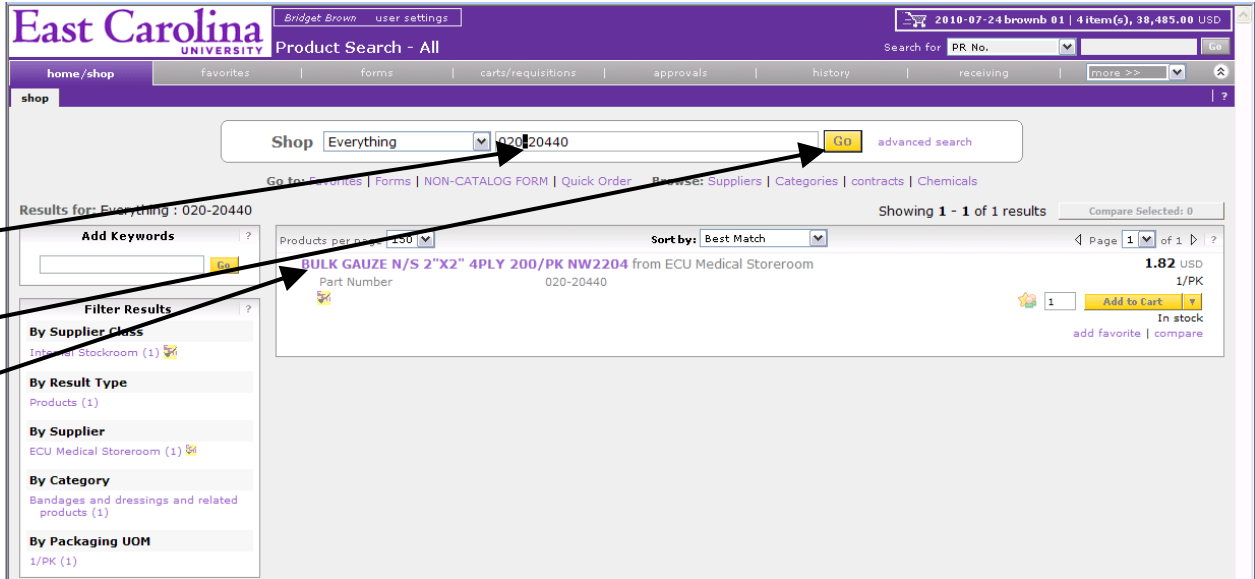 East Carolina
UNIVERSITY
Bridget Brown user settings
2010-07-24 brownb 01 | 4 item(s), 38,485.00 USD
Product Search - All
Search for PR No. Go
home/shop favorites | forms | carts/requisitions | approvals | history | receiving | more >>
shop | ?
Shop Everything 020-20440 Go advanced search
Go to: Favorites | Forms | NON-CATALOG FORM | Quick Order Browse: Suppliers | Categories | contracts | Chemicals
Results for: Everything : 020-20440
Showing 1 - 1 of 1 results Compare Selected: 0
Add Keywords ?
Go
Products per page 150 Sort by: Best Match Page 1 of 1 ?
BULK GAUZE N/S 2"X2" 4PLY 200/PK NW2204 from ECU Medical Storeroom 1.82 USD
Part Number 020-20440 1/PK
1 Add to Cart
In stock
add favorite | compare
Filter Results ?
By Supplier Class
Internal Stockroom (1)
By Result Type
Products (1)
By Supplier
ECU Medical Storeroom (1)
By Category
Bandages and dressings and related
products (1)
By Packaging UOM
1/PK (1)